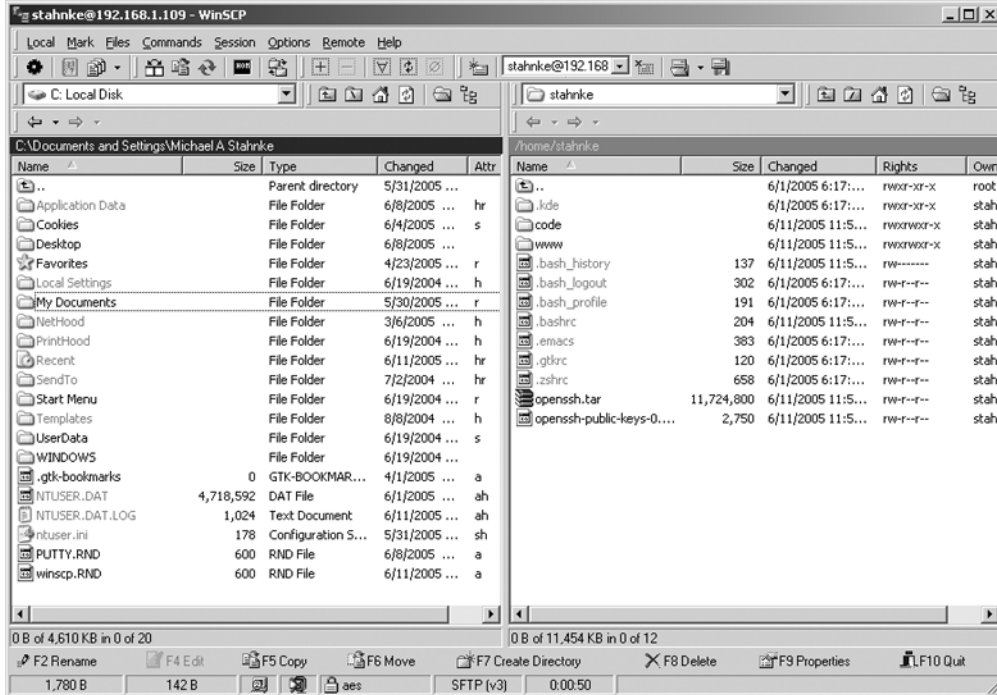 stahnke@192.168.1.109 - WinSCP
Local Mark Files Commands Session Options Remote Help
stahnke@192.168
C: Local Disk
stahnke
C:\Documents and Settings\Michael A Stahnke
/home/stahnke
Name Size Type Changed Attr
.. Parent directory 5/31/2005 ...
Application Data File Folder 6/8/2005 ... hr
Cookies File Folder 6/4/2005 ... s
Desktop File Folder 6/8/2005 ...
Favorites File Folder 4/23/2005 ... r
Local Settings File Folder 6/19/2004 ... h
My Documents File Folder 5/30/2005 ... r
NetHood File Folder 3/6/2005 ... h
PrintHood File Folder 6/19/2004 ... h
Recent File Folder 6/11/2005 ... hr
SendTo File Folder 7/2/2004 ... hr
Start Menu File Folder 6/19/2004 ... r
Templates File Folder 8/8/2004 ... h
UserData File Folder 6/19/2004 ... s
WINDOWS File Folder 6/19/2004 ...
.gtk-bookmarks 0 GTK-BOOKMAR... 4/1/2005 ... a
NTUSER.DAT 4,718,592 DAT File 6/1/2005 ... ah
NTUSER.DAT.LOG 1,024 Text Document 6/11/2005 ... ah
ntuser.ini 178 Configuration S... 5/31/2005 ... sh
PUTTY.RND 600 RND File 6/8/2005 ... a
winscp.RND 600 RND File 6/11/2005 ... a
Name Size Changed Rights Own
.. 6/1/2005 6:17:... rwxr-xr-x root
.kde 6/1/2005 6:17:... rwxr-xr-x stah
code 6/11/2005 11:5... rwxrwxr-x stah
www 6/11/2005 11:5... rwxrwxr-x stah
.bash_history 137 6/11/2005 11:5... rw------- stah
.bash_logout 302 6/1/2005 6:17:... rw-r--r-- stah
.bash_profile 191 6/1/2005 6:17:... rw-r--r-- stah
.bashrc 204 6/11/2005 11:5... rw-r--r-- stah
.emacs 383 6/1/2005 6:17:... rw-r--r-- stah
.gtkrc 120 6/1/2005 6:17:... rw-r--r-- stah
.zshrc 658 6/1/2005 6:17:... rw-r--r-- stah
openssh.tar 11,724,800 6/11/2005 11:5... rw-r--r-- stah
openssh-public-keys-0.... 2,750 6/11/2005 11:5... rw-r--r-- stah
0 B of 4,610 KB in 0 of 20
0 B of 11,454 KB in 0 of 12
F2 Rename F4 Edit F5 Copy F6 Move F7 Create Directory F8 Delete F9 Properties F10 Quit
1,780 B 142 B aes SFTP (v3) 0:00:50